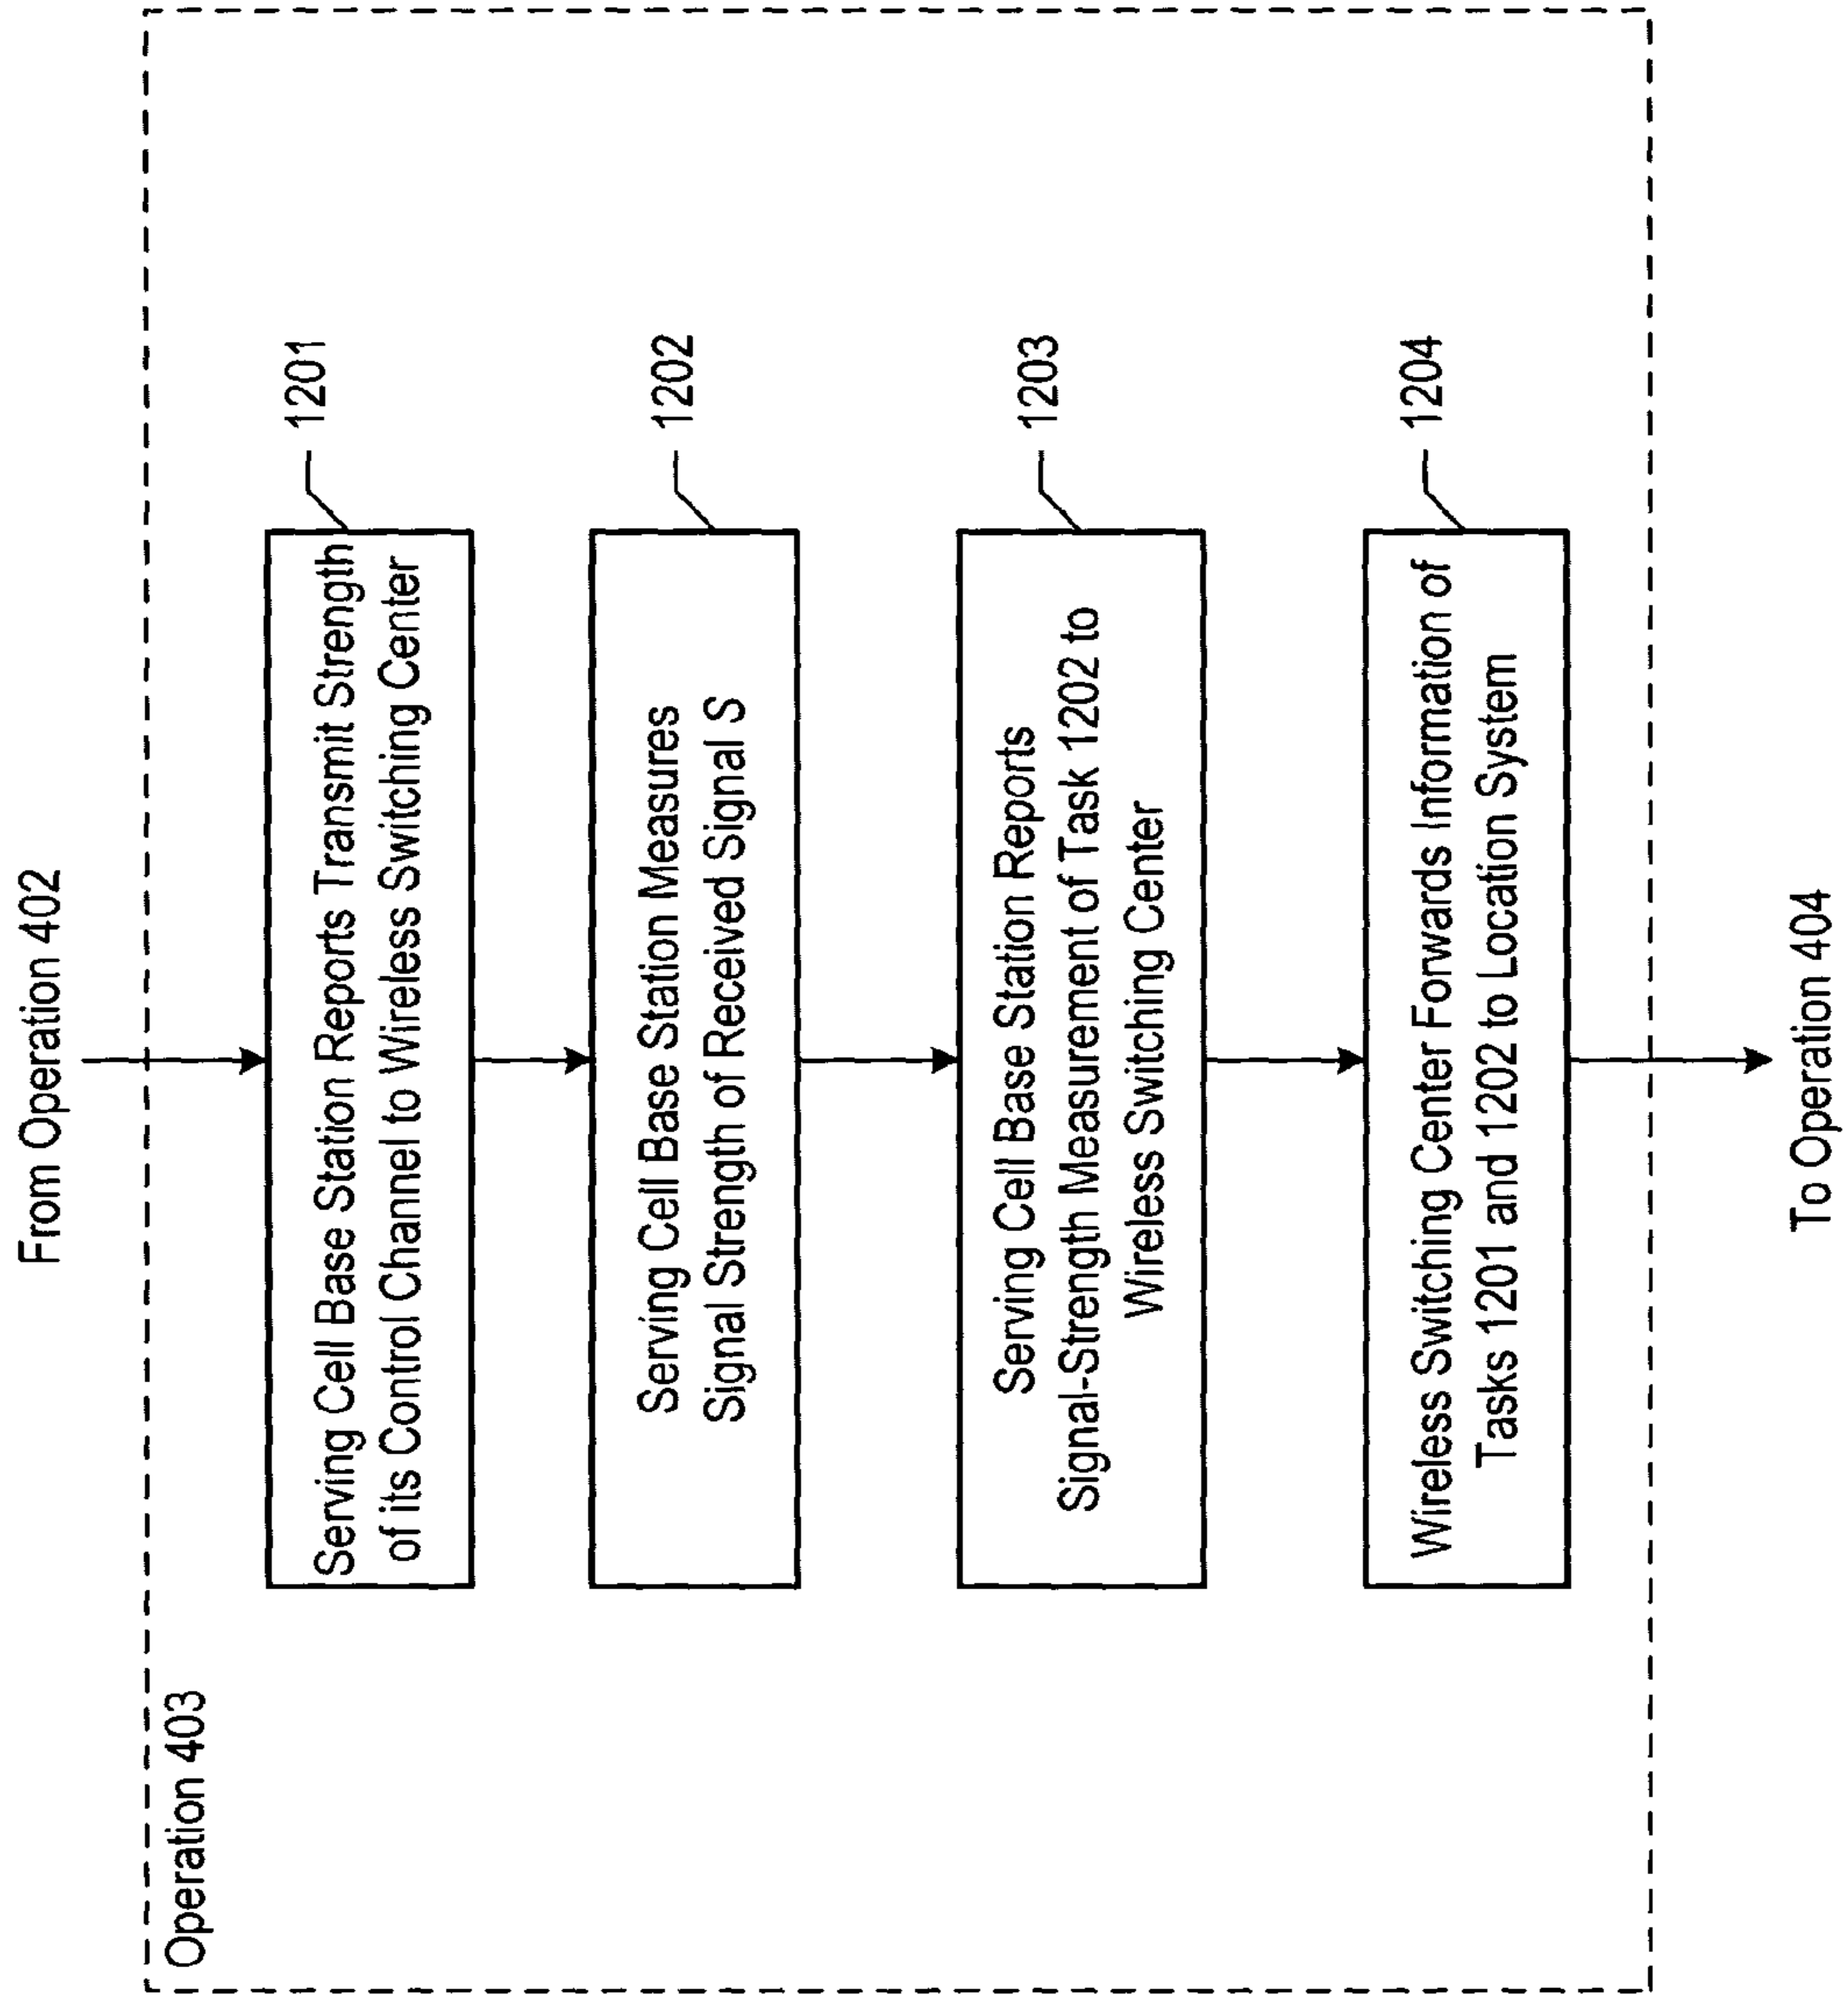 From Operation 402
Operation 403
1201
Serving Cell Base Station Reports Transmit Strength
of its Control Channel to Wireless Switching Center
1202
Serving Cell Base Station Measures
Signal Strength of Received Signal S
1203
Serving Cell Base Station Reports
Signal-Strength Measurement of Task 1202 to
Wireless Switching Center
1204
Wireless Switching Center Forwards Information of
Tasks 1201 and 1202 to Location System
To Operation 404